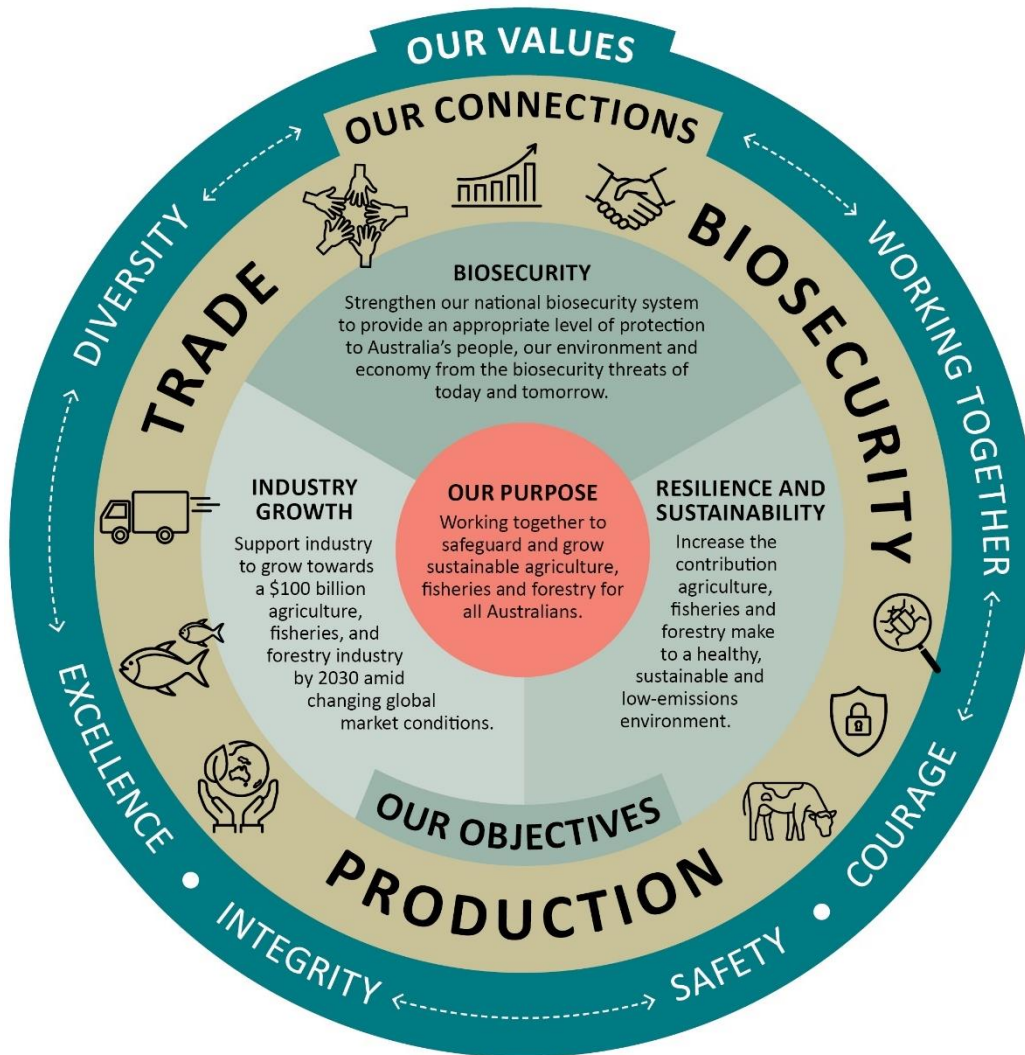 OUR VALUES
OUR CONNECTIONS
DIVERSITY
WORKING TOGETHER
COURAGE
SAFETY
INTEGRITY
EXCELLENCE
TRADE
BIOSECURITY
PRODUCTION
BIOSECURITY
Strengthen our national biosecurity system
to provide an appropriate level of protection
to Australia's people, our environment and
economy from the biosecurity threats of
today and tomorrow.
INDUSTRY
GROWTH
Support industry
to grow towards
a $100 billion
agriculture,
fisheries, and
forestry industry
by 2030 amid
changing global
market conditions.
OUR PURPOSE
Working together to
safeguard and grow
sustainable agriculture,
fisheries and forestry for
all Australians.
RESILIENCE AND
SUSTAINABILITY
Increase the
contribution
agriculture,
fisheries and
forestry make
to a healthy,
sustainable and
low-emissions
environment.
OUR OBJECTIVES